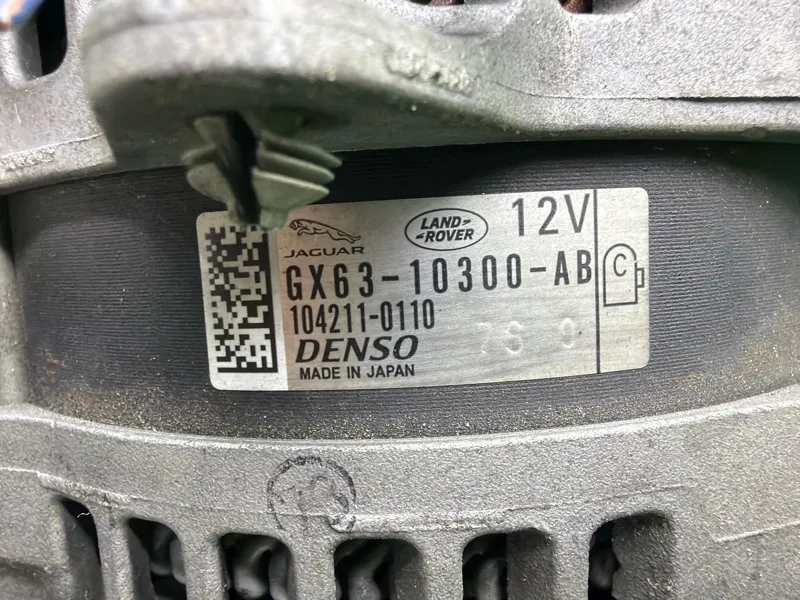 JAGUAR
LAND-
-ROVER
12V
GX63-10300-AB
C
104211-0110
DENSO
MADE IN JAPAN